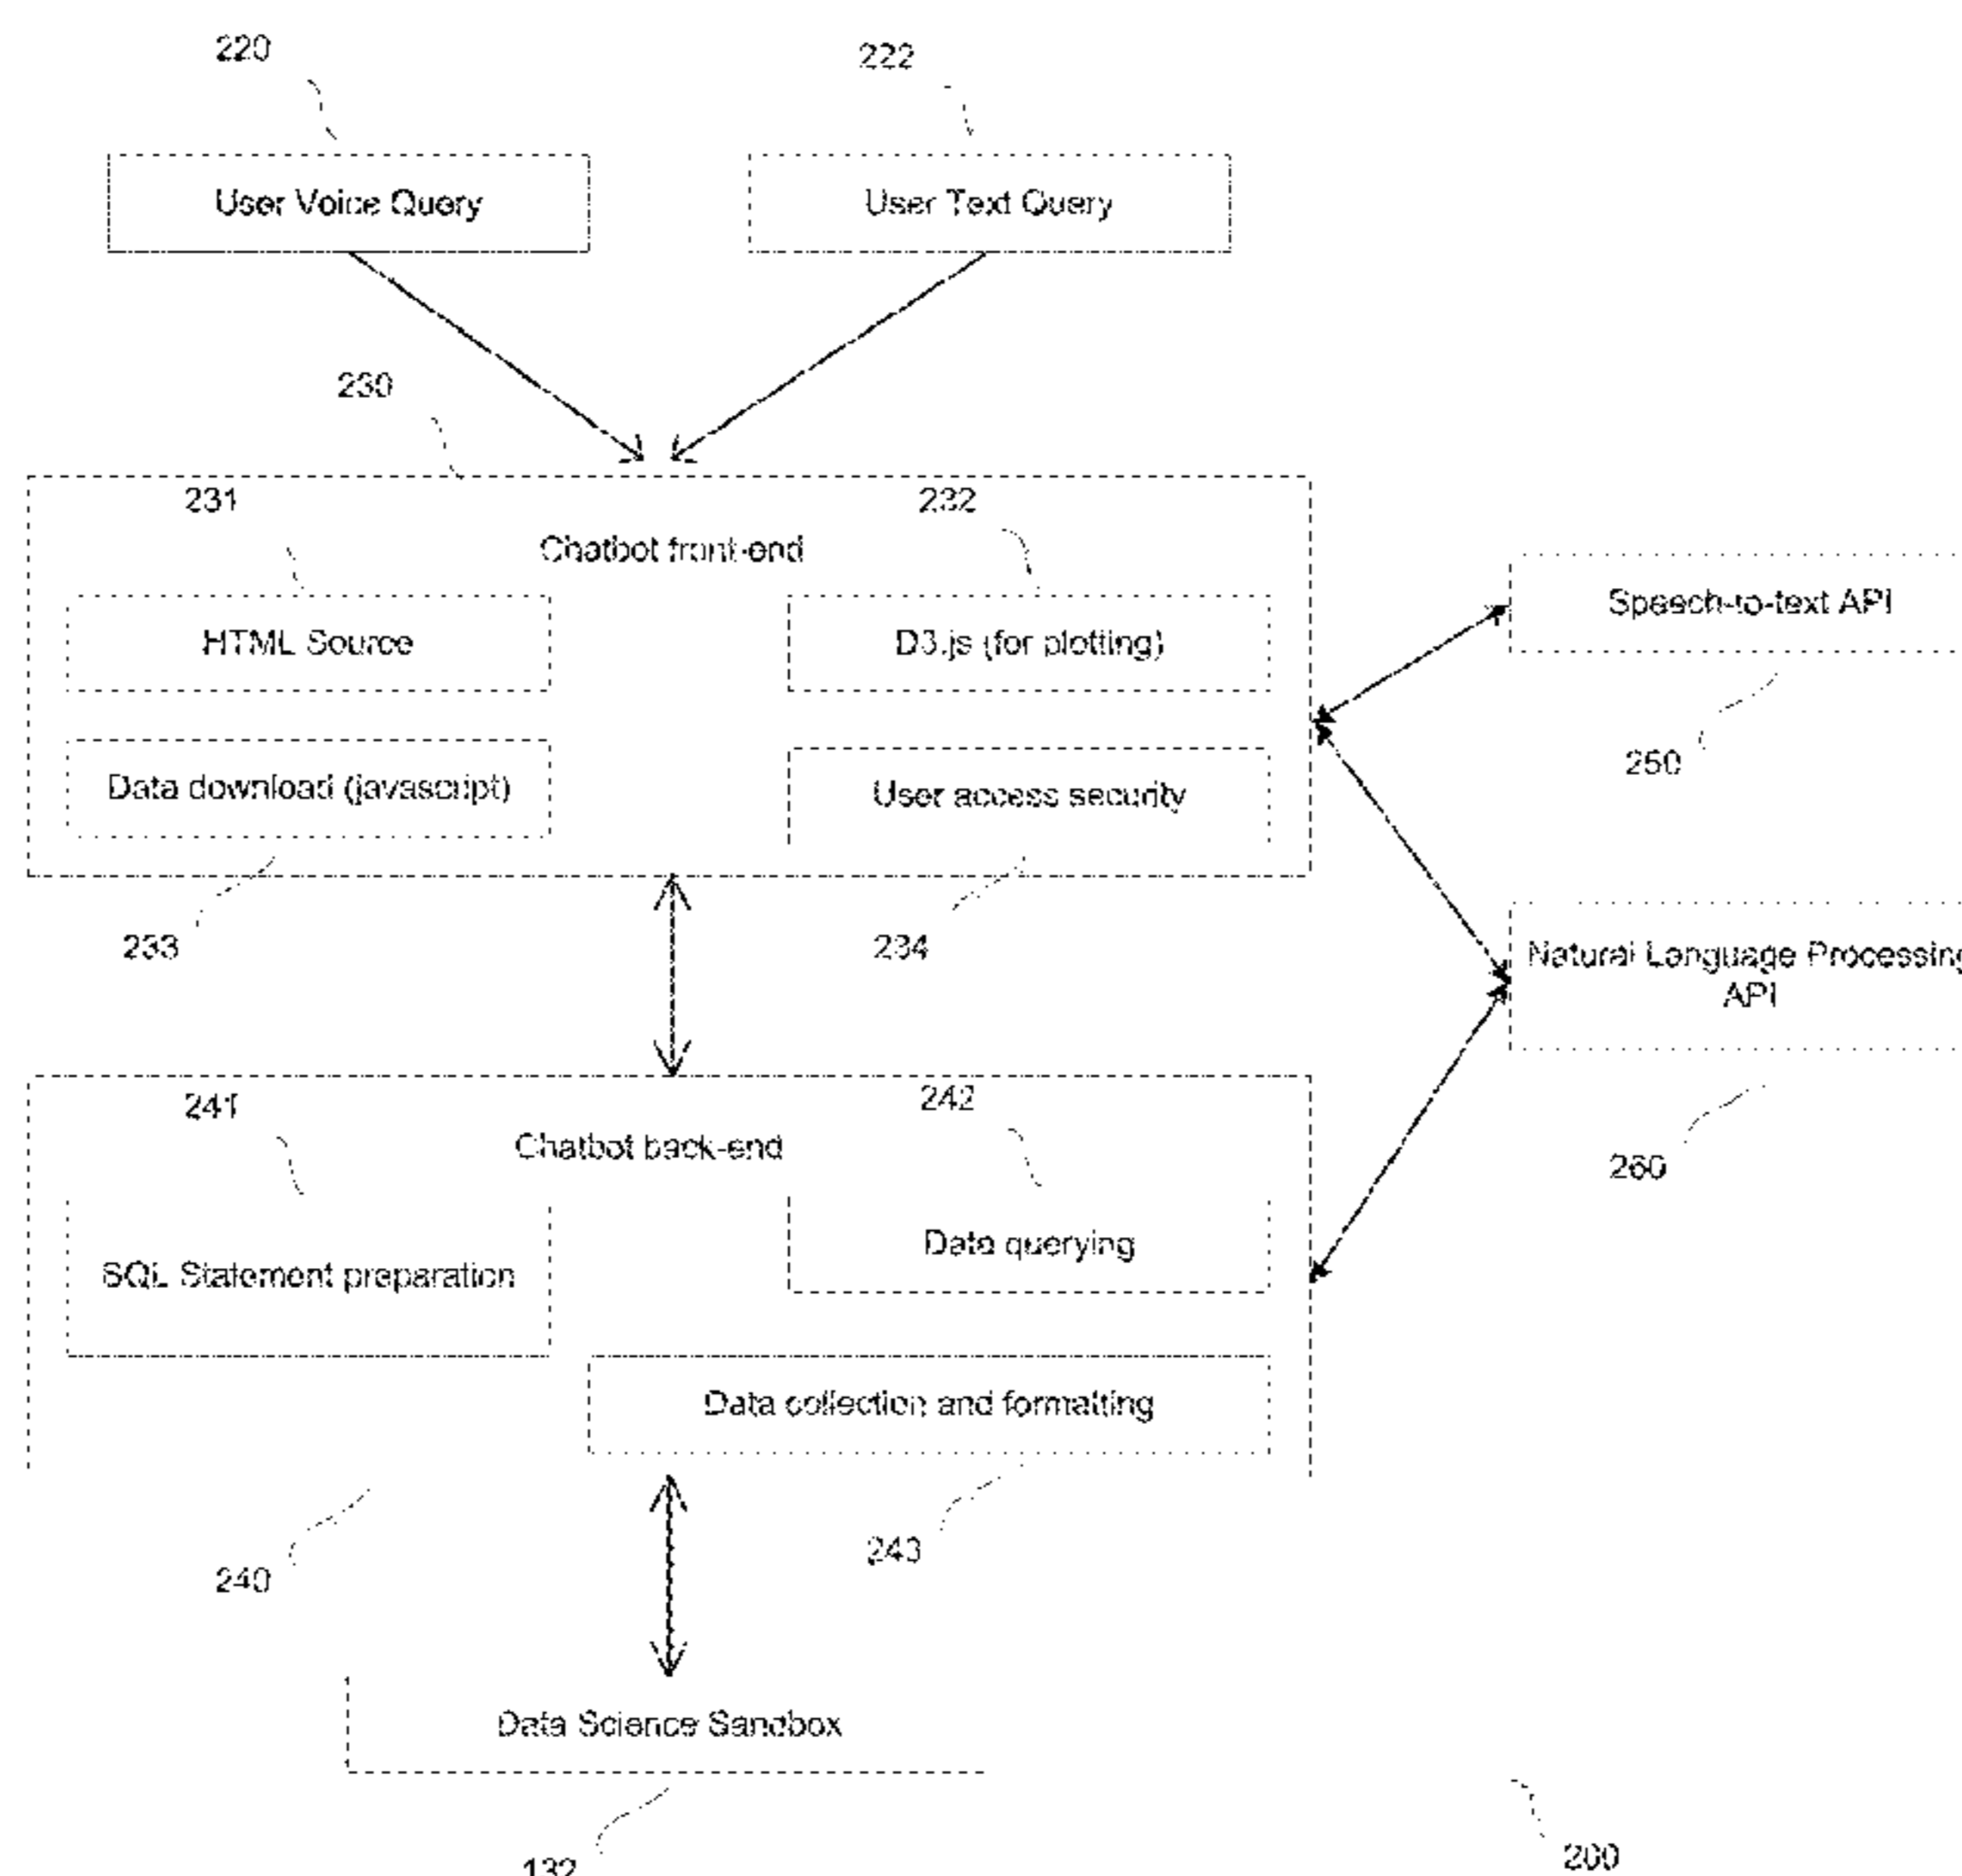 220
222
User Voice Query
User Text Query
230
231
232
Chatbot front-end
HTML Source
D3.js (for plotting)
Speech-to-text API
Data download (javascript)
User access security
250
233
234
Natural Language Processing
API
241
242
Chatbot back-end
260
Data querying
SQL Statement preparation
Data collection and formatting
243
240
Data Science Sandbox
132
200